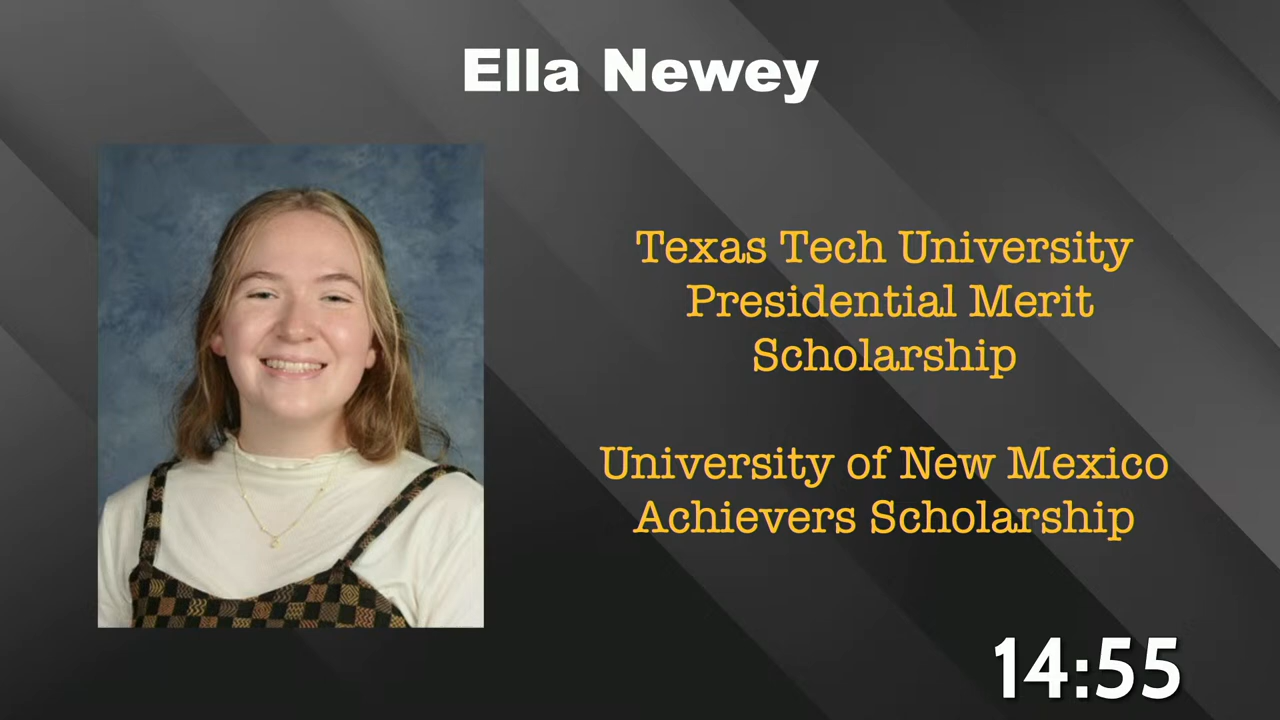 Ella Newey
Texas Tech University
Presidential Merit
Scholarship
University of New Mexico
Achievers Scholarship
14:55